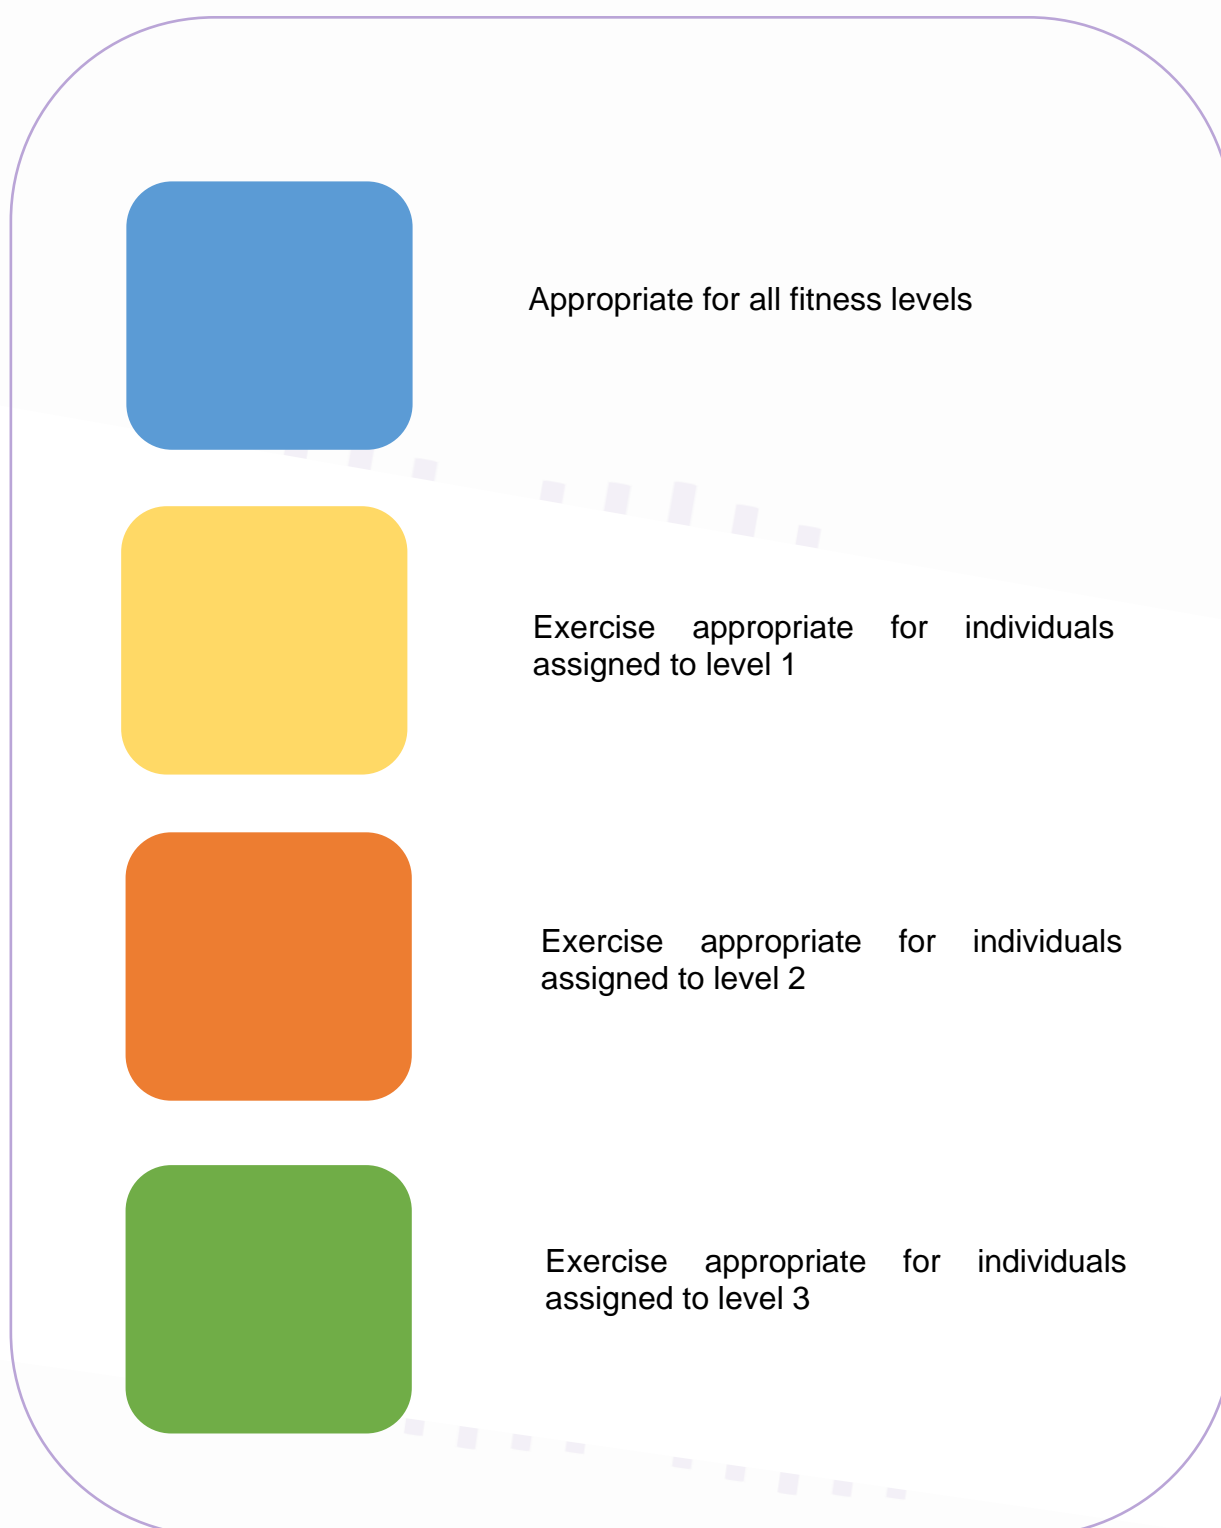 Appropriate for all fitness levels
Exercise appropriate for individuals
assigned to level 1
Exercise appropriate for individuals
assigned to level 2
Exercise appropriate for individuals
assigned to level 3